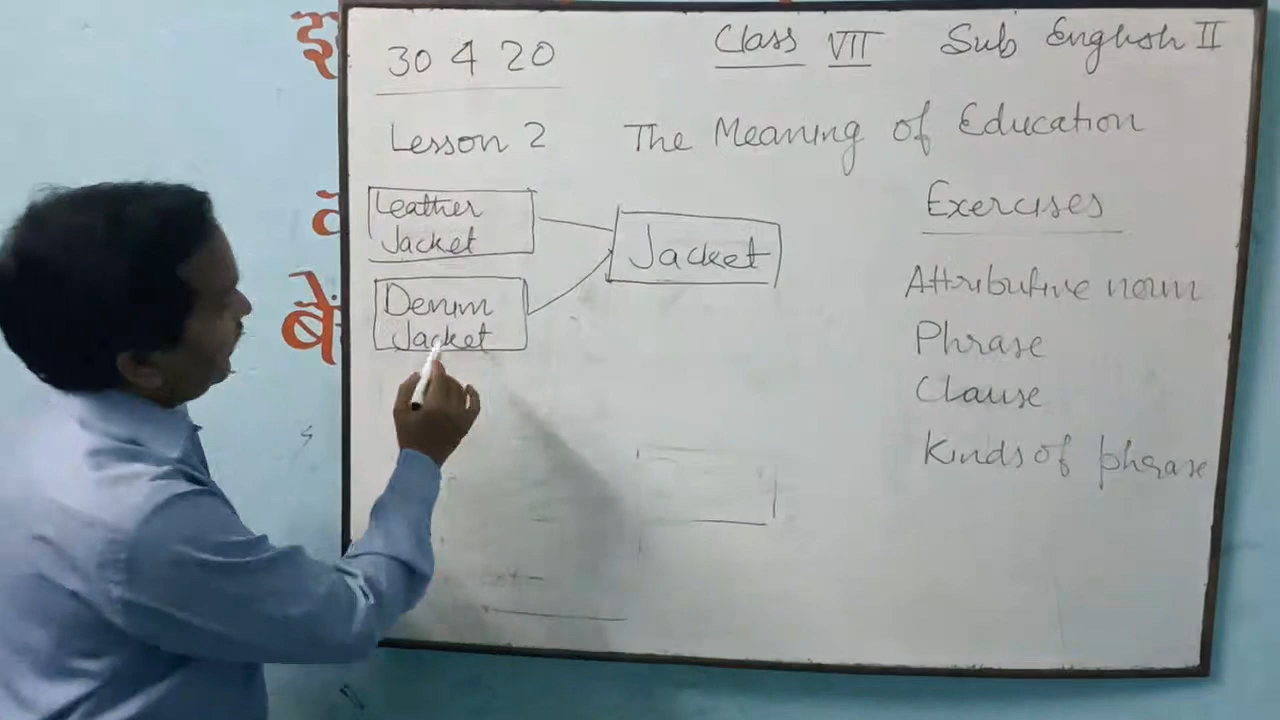 30 4 20
Class VII Sub English II
Lesson 2 The Meaning of Education
Leather
Jacket
Jacket
Denim
Jacket
Exercises
Attributive noun
Phrase
Clause
Kinds of phrase